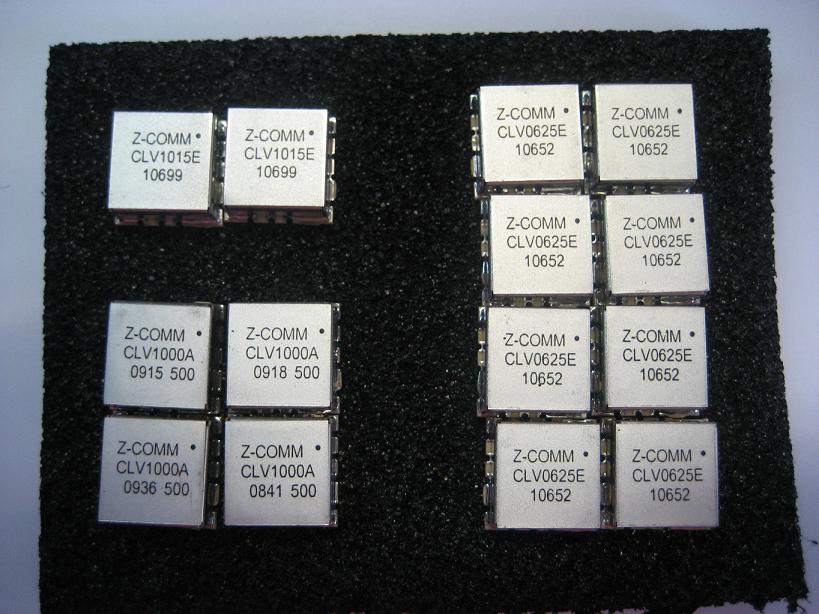 Z-COMM
CLV1015E
10699
Z-COMM
CLV1015E
10699
Z-COMM
CLV1000A
0915 500
Z-COMM
CLV1000A
0918 500
Z-COMM
CLV1000A
0936 500
Z-COMM
CLV1000A
0841 500
Z-COMM
CLV0625E
10652
Z-COMM
CLV0625E
10652
Z-COMM
CLV0625E
10652
Z-COMM
CLV0625E
10652
Z-COMM
CLV0625E
10652
Z-COMM
CLV0625E
10652
Z-COMM
CLV0625E
10652
Z-COMM
CLV0625E
10652